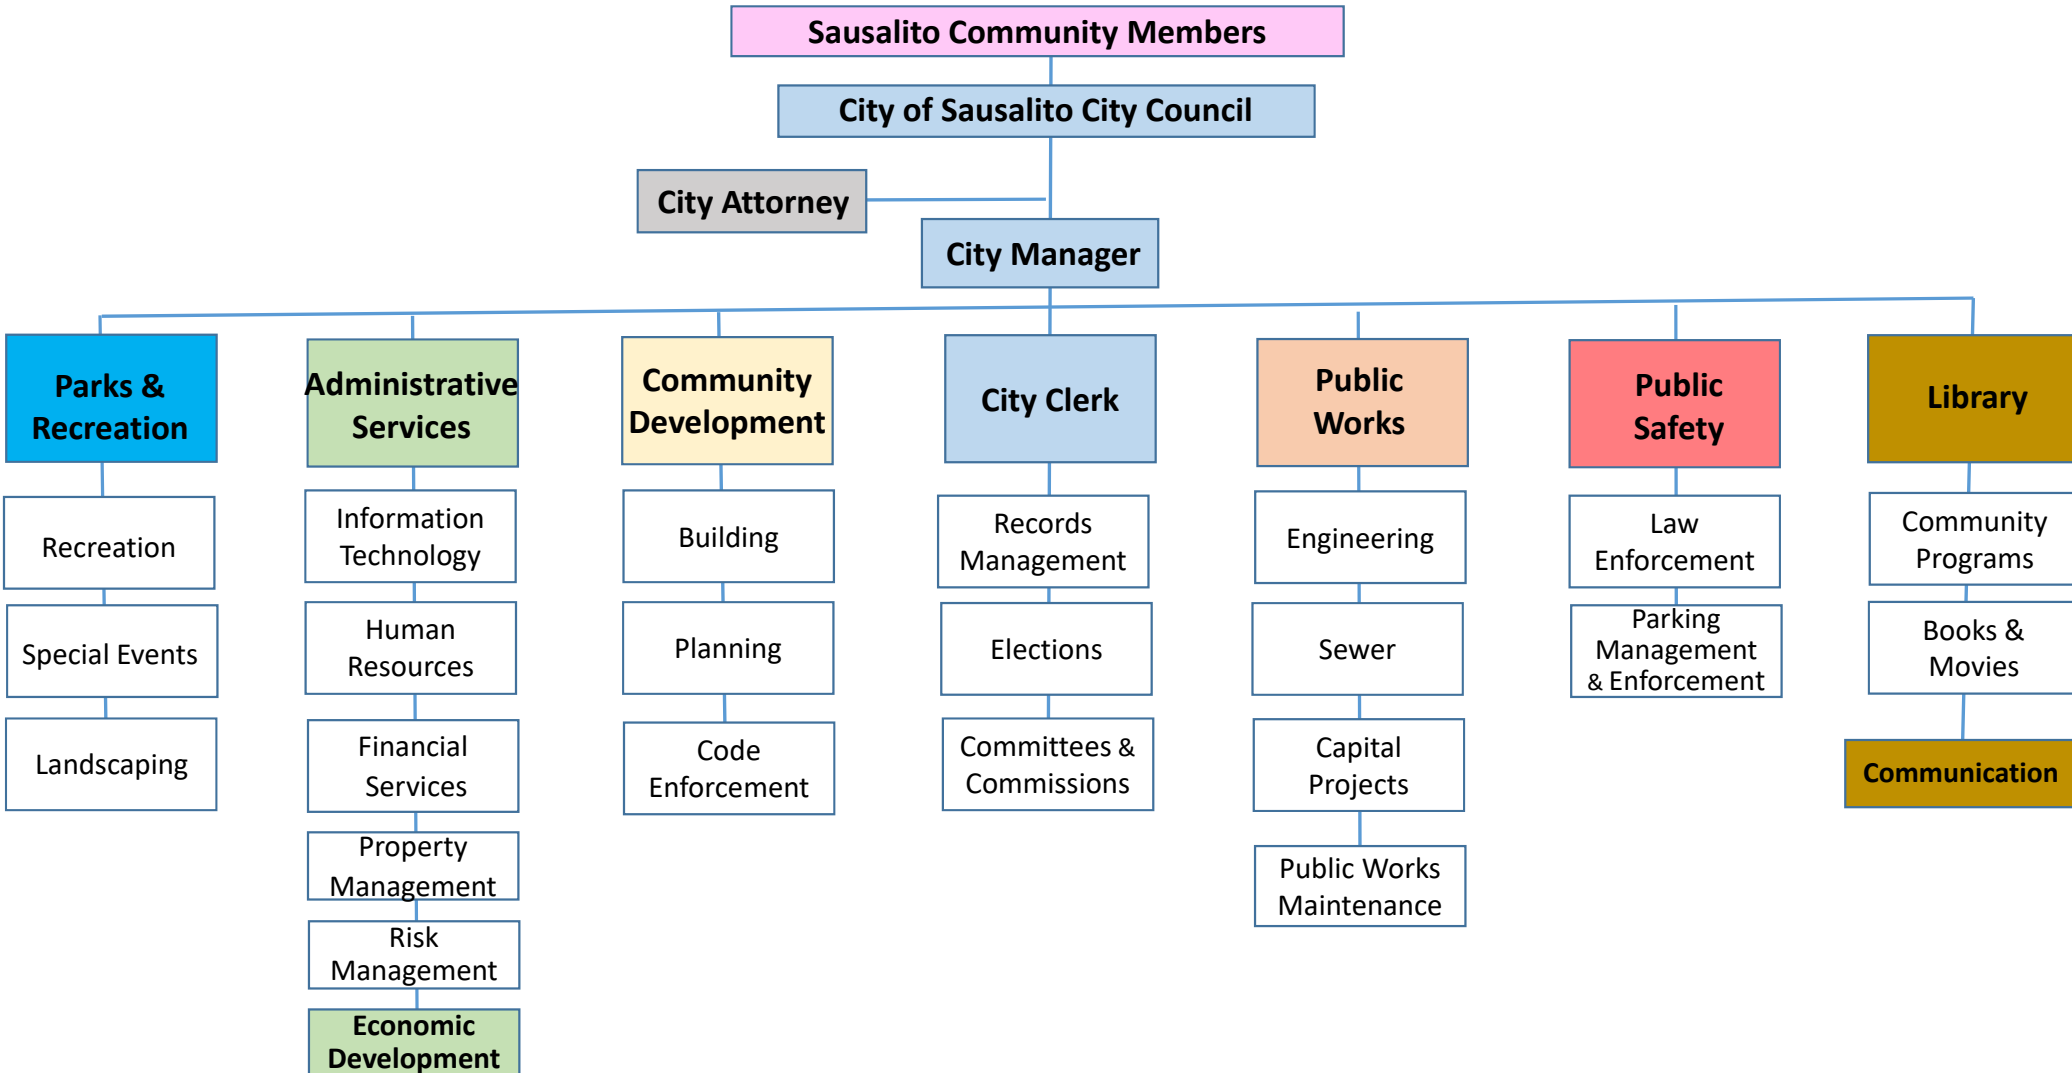 Sausalito Community Members
City of Sausalito City Council
City Attorney
City Manager
Parks &
Recreation
Administrative
Services
Community
Development
City Clerk
Public
Works
Public
Safety
Library
Recreation
Special Events
Landscaping
Information
Technology
Human
Resources
Financial
Services
Property
Management
Risk
Management
Economic
Development
Building
Planning
Code
Enforcement
Records
Management
Elections
Committees &
Commissions
Engineering
Sewer
Capital
Projects
Public Works
Maintenance
Law
Enforcement
Parking
Management
& Enforcement
Community
Programs
Books &
Movies
Communication